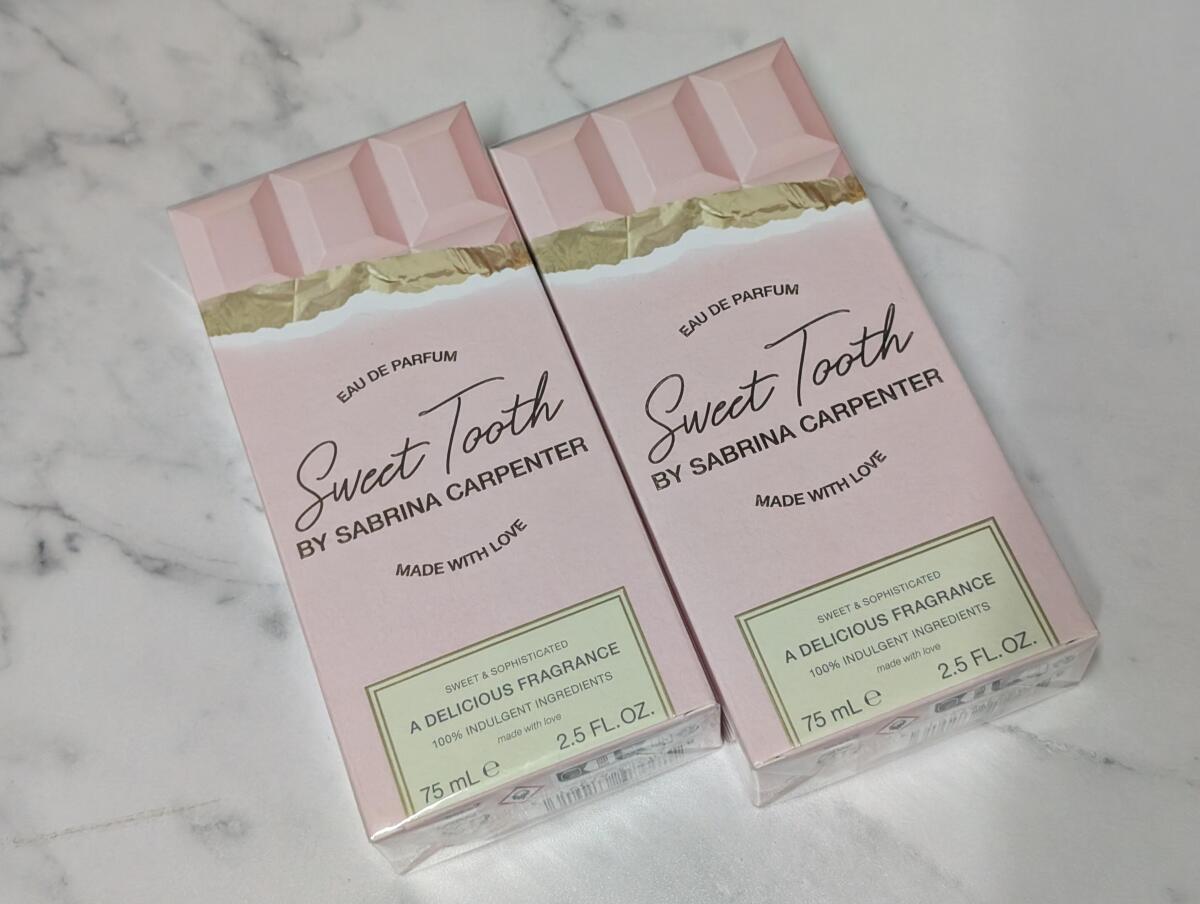 EAU DE PARFUM
Sweet Tooth
BY SABRINA CARPENTER
MADE WITH LOVE
SWEET & SOPHISTICATED
A DELICIOUS FRAGRANCE
100% INDULGENT INGREDIENTS
made with love
75 mL ℮ 2.5 FL.OZ.
EAU DE PARFUM
Sweet Tooth
BY SABRINA CARPENTER
MADE WITH LOVE
SWEET & SOPHISTICATED
A DELICIOUS FRAGRANCE
100% INDULGENT INGREDIENTS
made with love
75 mL ℮ 2.5 FL.OZ.